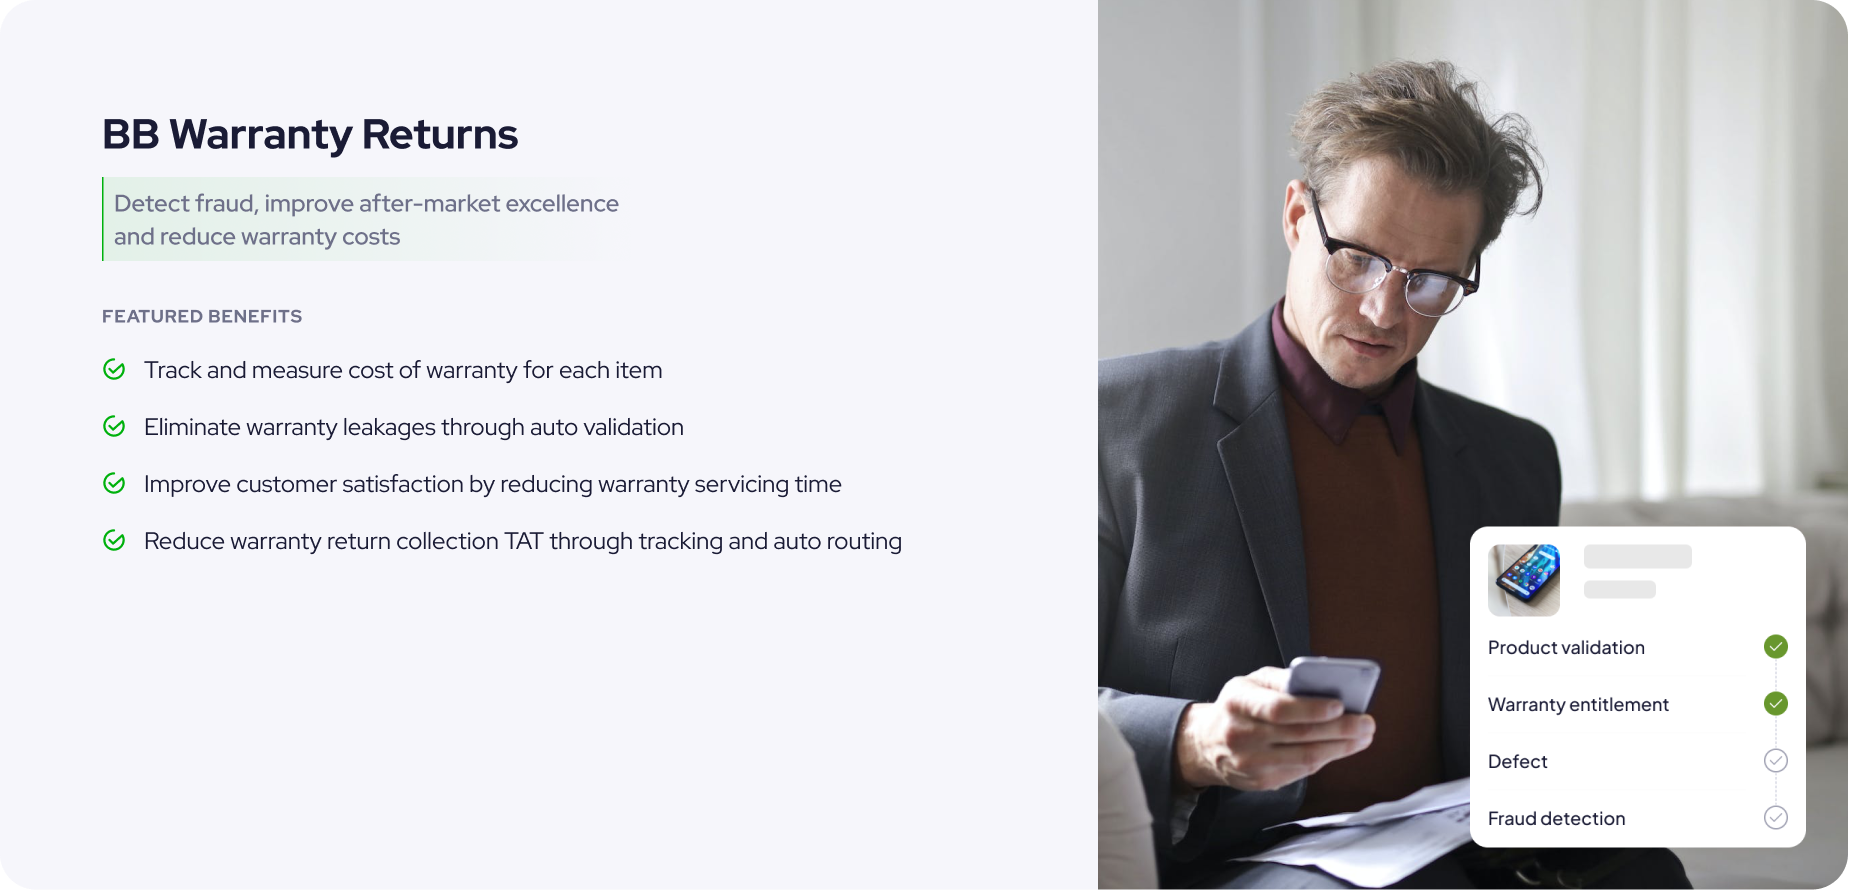 BB Warranty Returns
Detect fraud, improve after-market excellence
and reduce warranty costs
FEATURED BENEFITS
Track and measure cost of warranty for each item
Eliminate warranty leakages through auto validation
Improve customer satisfaction by reducing warranty servicing time
Reduce warranty return collection TAT through tracking and auto routing
Product validation
Warranty entitlement
Defect
Fraud detection